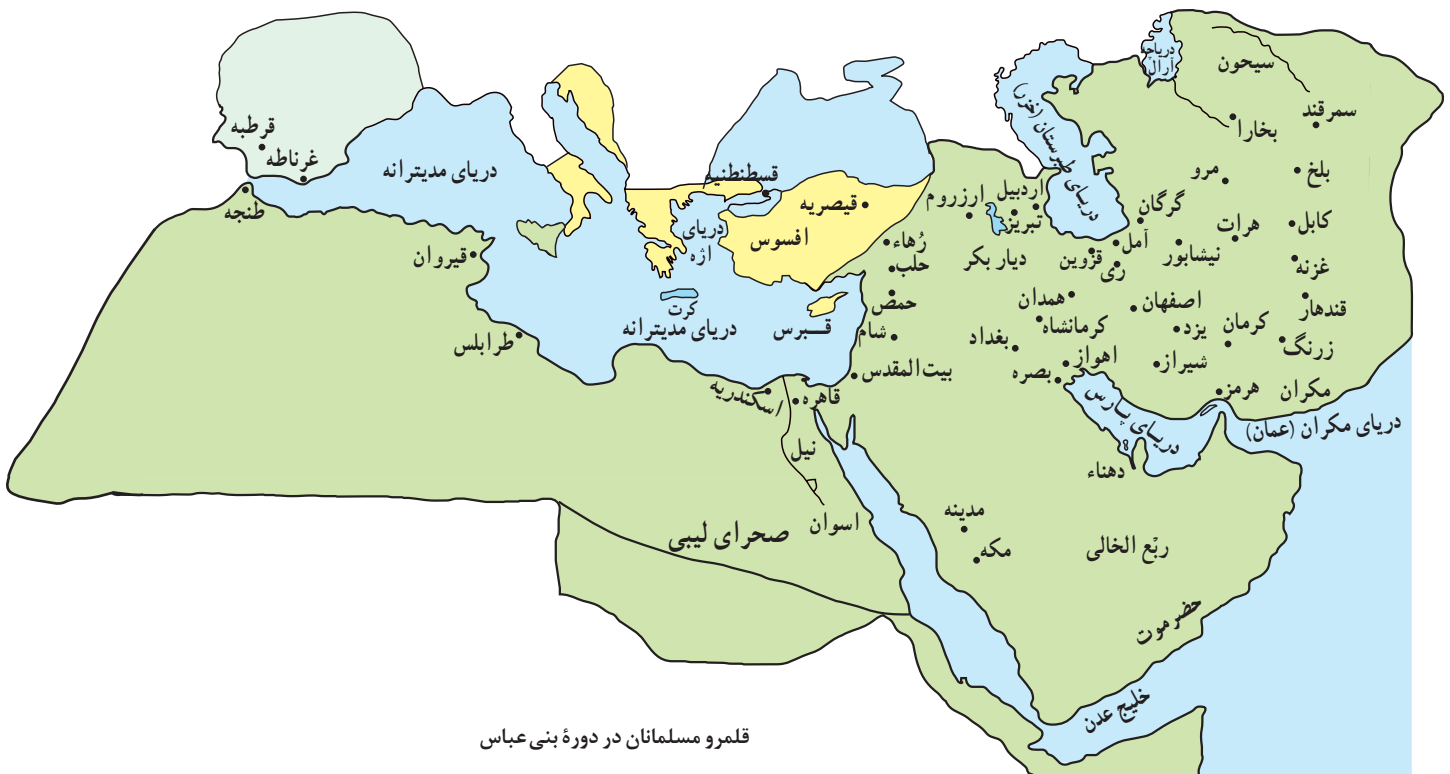 دریاچه
آرال
سیحون
سمرقند
بخارا
بلخ
مرو
کابل
هرات
غزنه
نیشابور
گرگان
آمل
ری
قزوین
دریای طبرستان (خزر)
اردبیل
تبریز
ارزروم
دیار بکر
قندهار
زرنگ
کرمان
یزد
اصفهان
همدان
کرمانشاه
شیراز
اهواز
بغداد
بصره
هرمز
مکران
دریای مکران (عمان)
دریای پارس
دهناء
قسطنطنیه
قیصریه
افسوس
دریای
اژه
رُهاء
حلب
حمص
شام
بیت‌المقدس
قبرس
کرت
دریای مدیترانه
دریای مدیترانه
قرطبه
غرناطه
طنجه
قیروان
طرابلس
اسکندریه
قاهره
نیل
اسوان
صحرای لیبی
مدینه
مکه
ربْع الخالی
حضرموت
خلیج عدن
قلمرو مسلمانان در دورهٔ بنی عباس